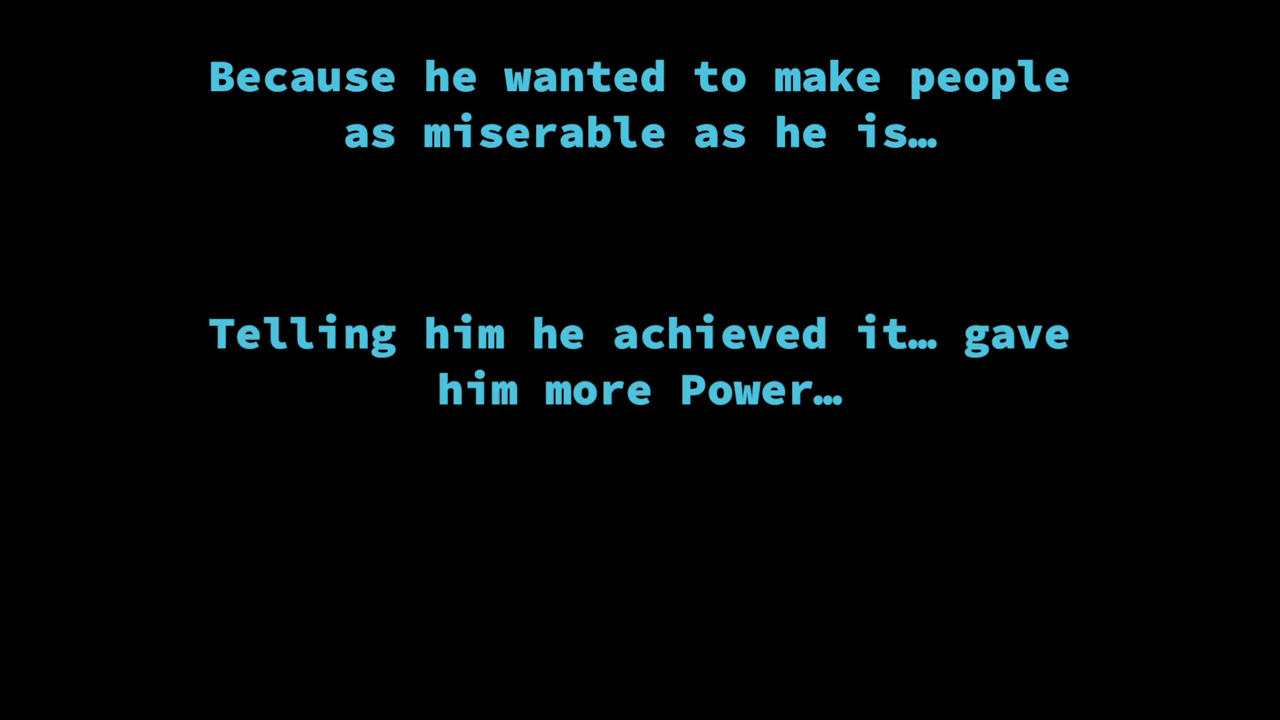 Because he wanted to make people
as miserable as he is…
Telling him he achieved it… gave
him more Power…